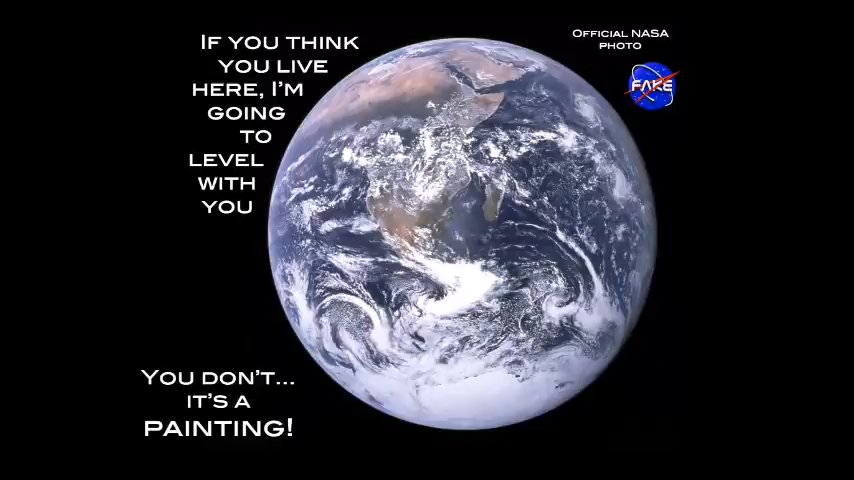 If you think
you live
here, I'm
going
to
level
with
you
Official NASA
photo
FAKE
You don't...
it's a
painting!